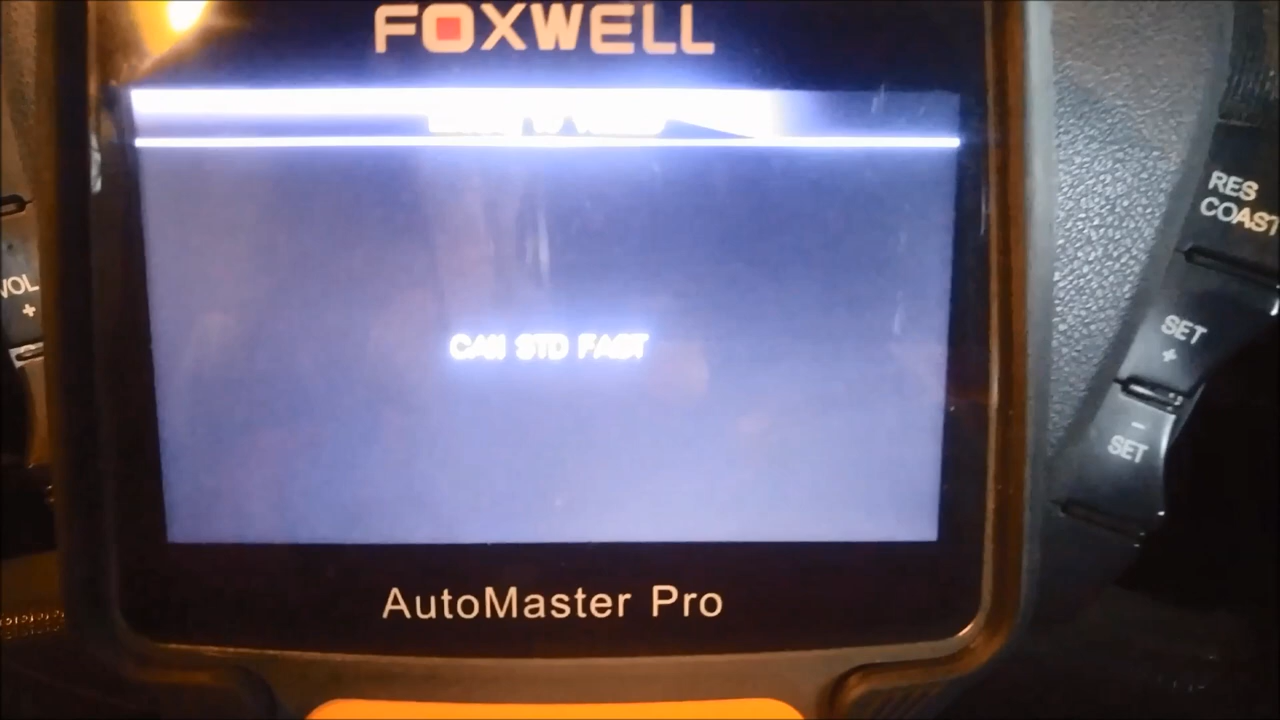 FOXWELL
CAN STD FAST
AutoMaster Pro
VOL
+
RES
COAST
SET
+
-
SET